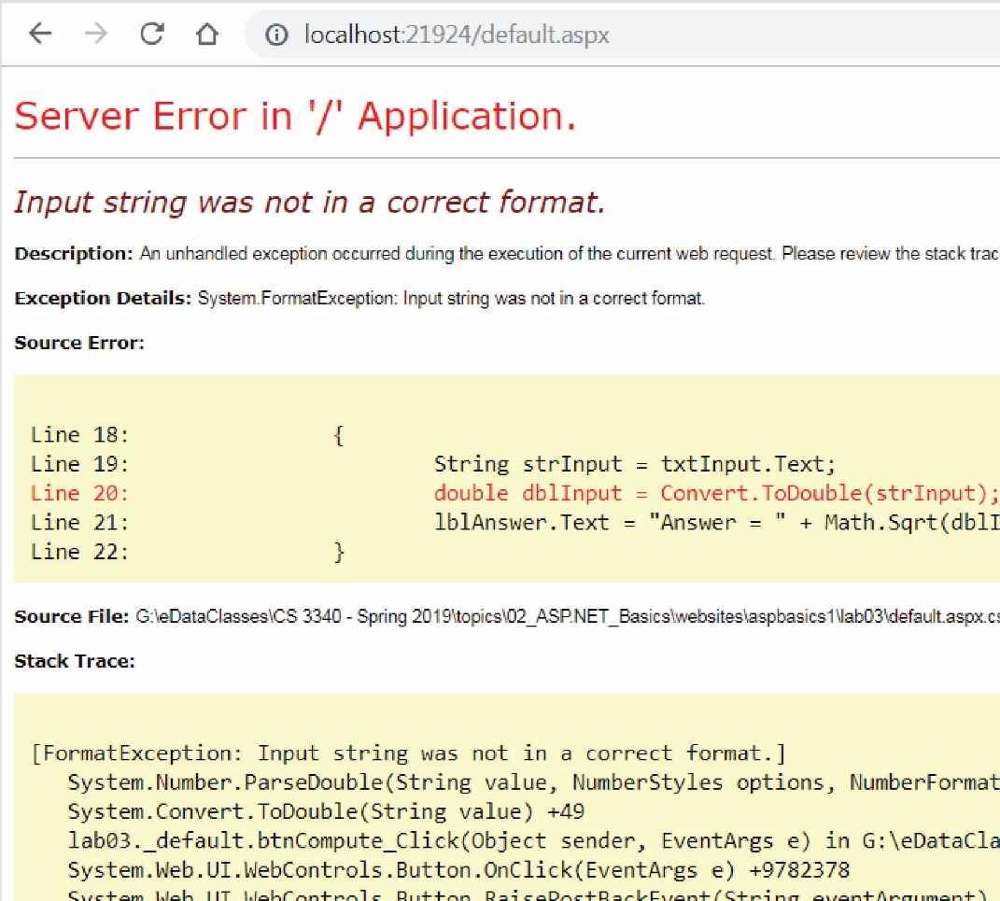 localhost:21924/default.aspx
Server Error in '/' Application.
Input string was not in a correct format.
Description: An unhandled exception occurred during the execution of the current web request. Please review the stack trac
Exception Details: System.FormatException: Input string was not in a correct format.
Source Error:
Line 18: {
Line 19: String strInput = txtInput.Text;
Line 20: double dblInput = Convert.ToDouble(strInput);
Line 21: lblAnswer.Text = "Answer = " + Math.Sqrt(dblI
Line 22: }
Source File: G:\eDataClasses\CS 3340 - Spring 2019\topics\02_ASP.NET_Basics\websites\aspbasics1\lab03\default.aspx.cs
Stack Trace:
[FormatException: Input string was not in a correct format.]
System.Number.ParseDouble(String value, NumberStyles options, NumberFormat
System.Convert.ToDouble(String value) +49
lab03._default.btnCompute_Click(Object sender, EventArgs e) in G:\eDataCla
System.Web.UI.WebControls.Button.OnClick(EventArgs e) +9782378
System.Web.UI.WebControls.Button.RaisePostBackEvent(String eventArgument)